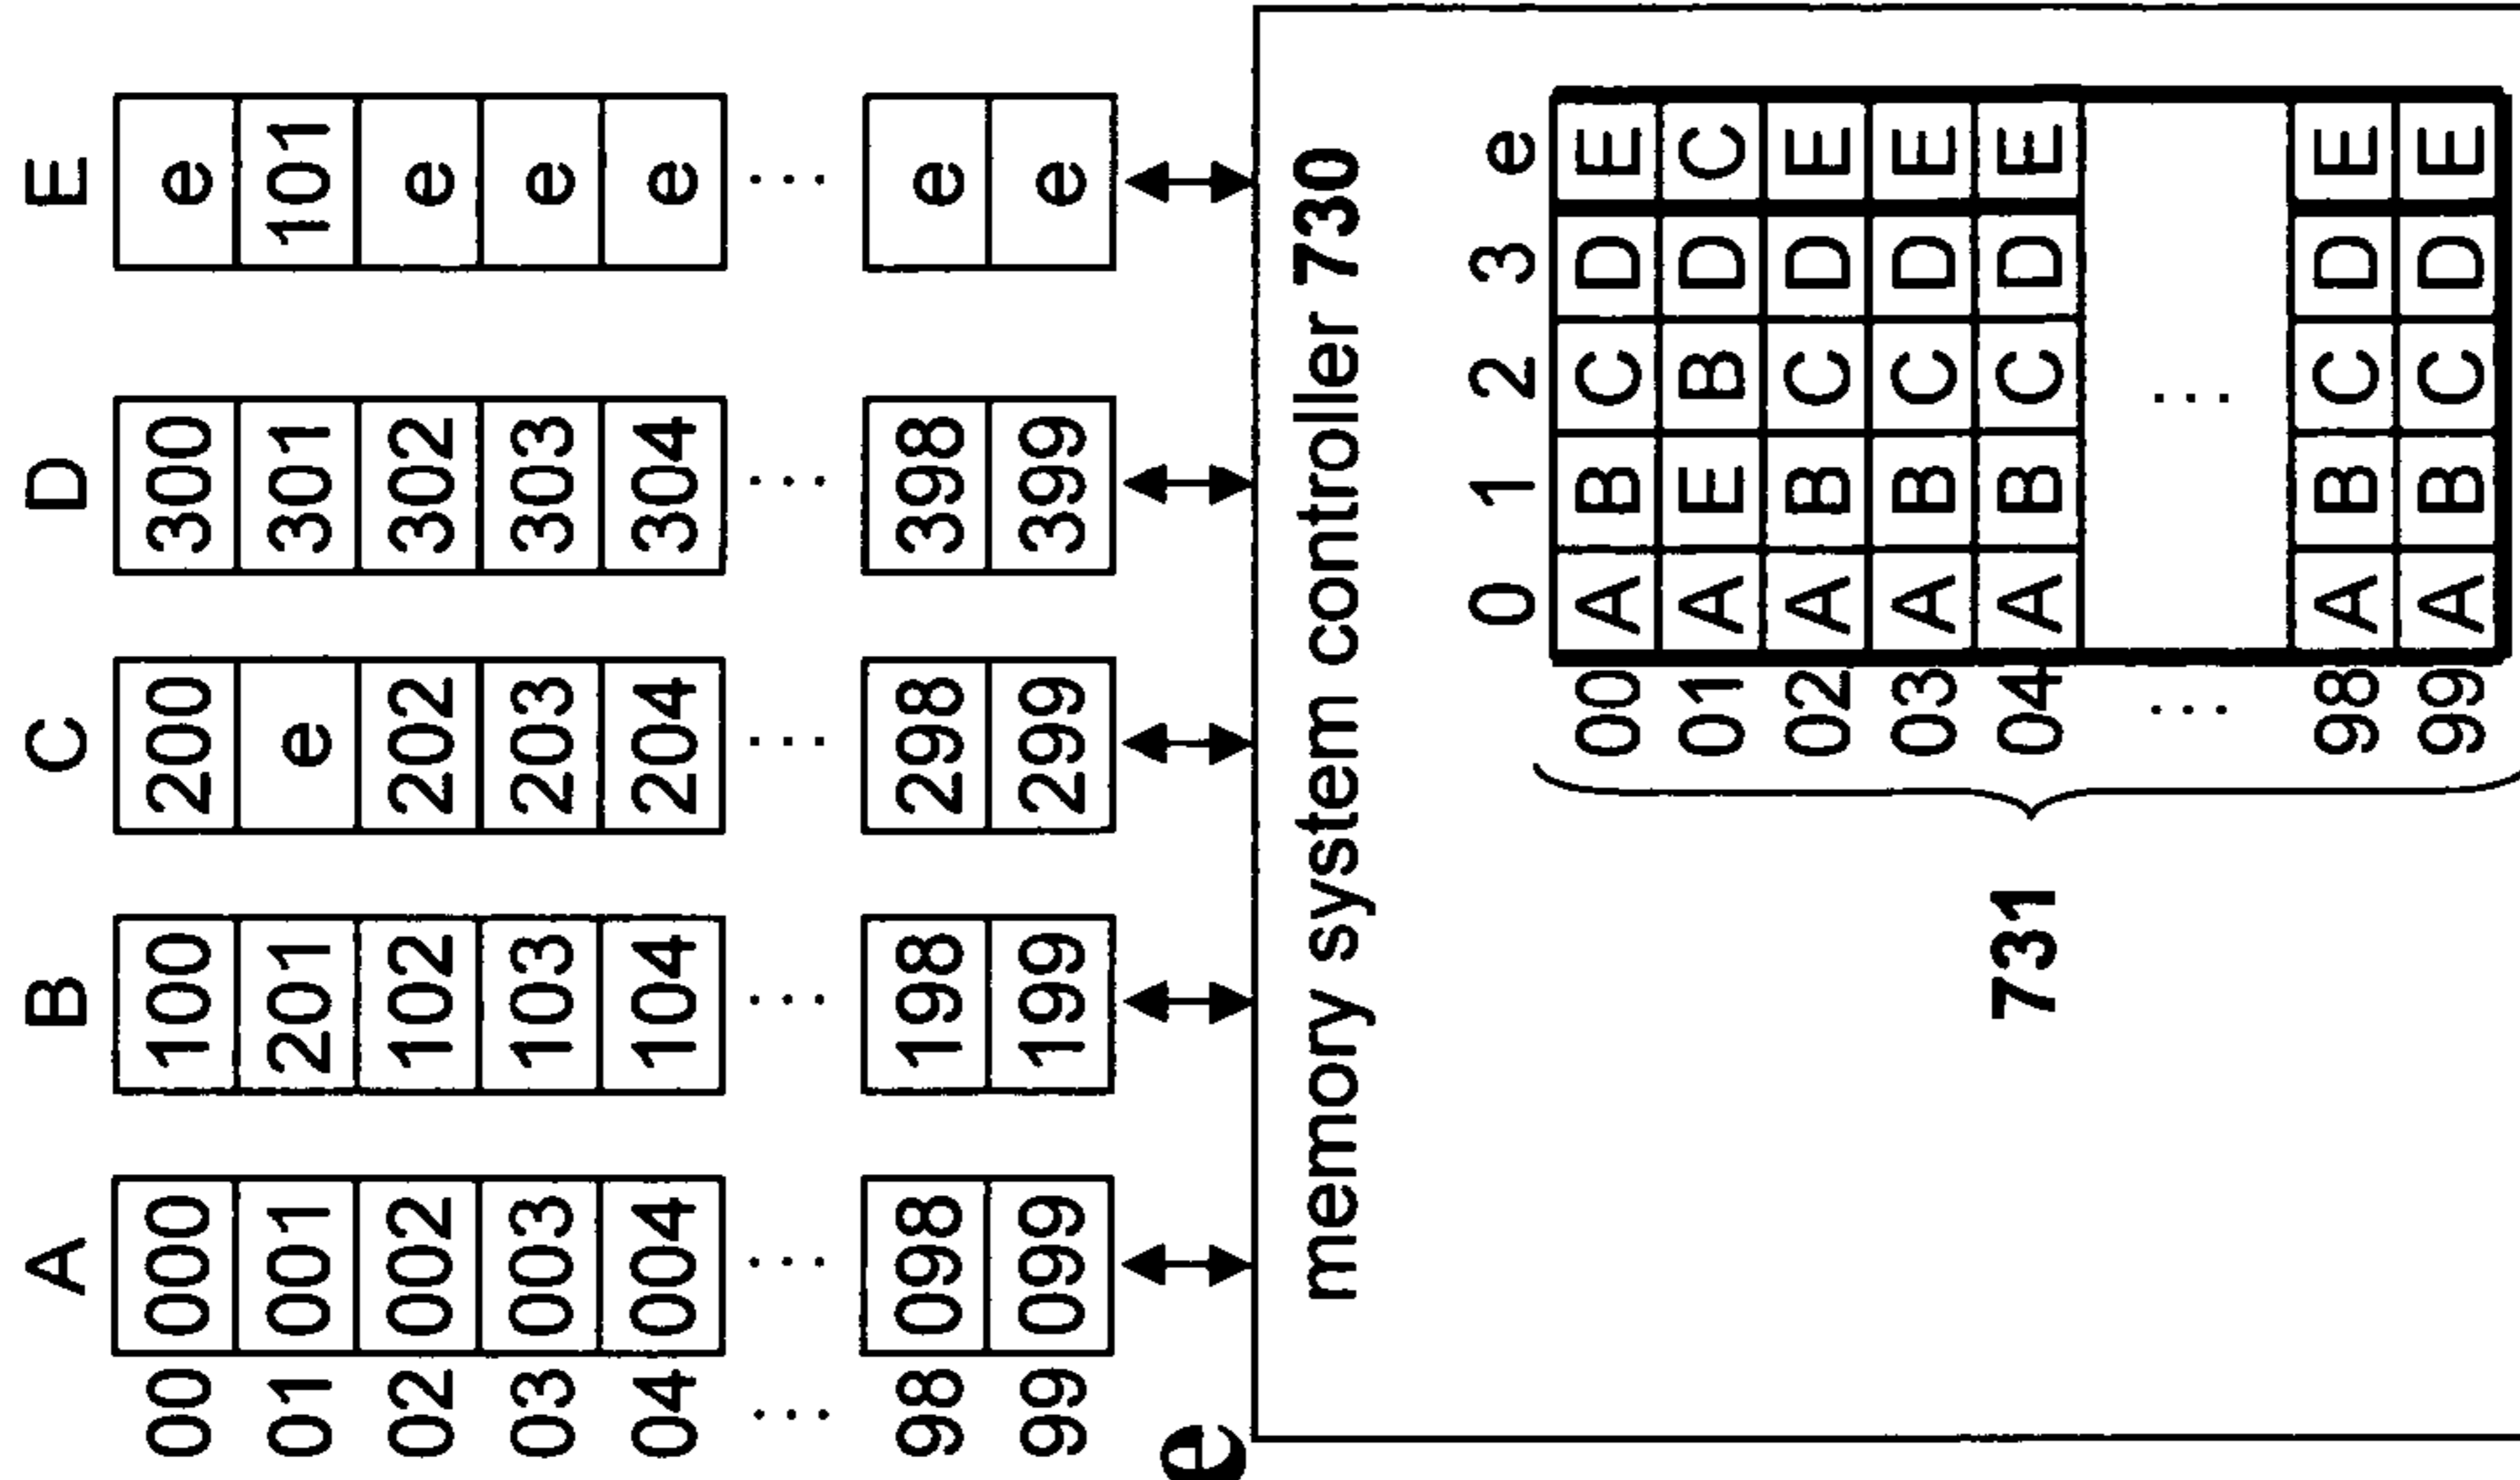 A B C D E
00 000 100 200 300 e
01 001 201 e 301 101
02 002 102 202 302 e
03 003 103 203 303 e
04 004 104 204 304 e
... ... ... ... ... ...
98 098 198 298 398 e
99 099 199 299 399 e
e
memory system controller 730
0 1 2 3 e
00 A B C D E
01 A E B D C
02 A B C D E
03 A B C D E
731
04 A B C D E
... ...
98 A B C D E
99 A B C D E